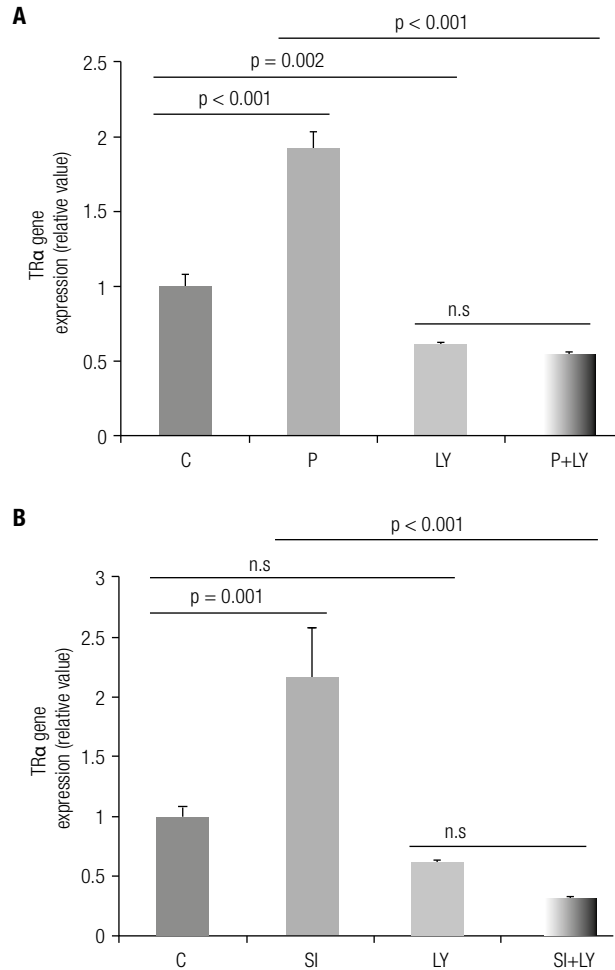 A
p < 0.001
p = 0.002
p < 0.001
2.5
2
1.5
1
0.5
0
TRα gene
expression (relative value)
n.s
C P LY P+LY
B
p < 0.001
n.s
p = 0.001
3
2.5
2
1.5
1
0.5
0
TRα gene
expression (relative value)
n.s
C SI LY SI+LY